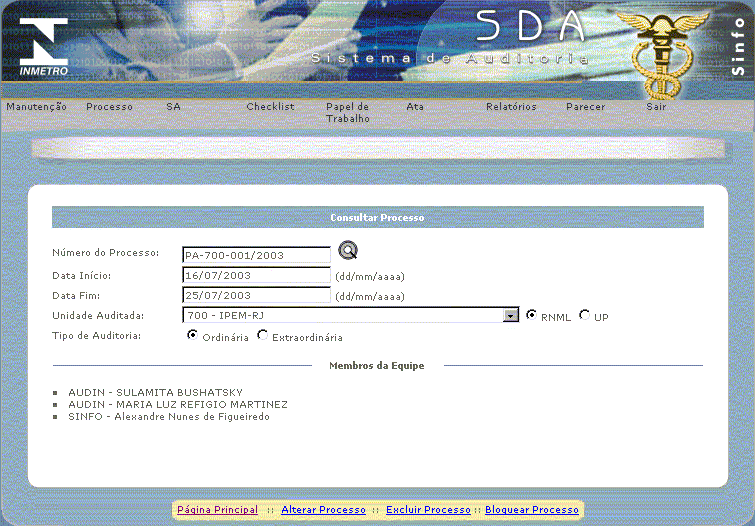 INMETRO
SDA
Sistema de Auditoria
Sinfo
Manutenção Processo SA Checklist Papel de Trabalho Ata Relatórios Parecer Sair
Consultar Processo
Número do Processo: PA-700-001/2003
Data Início: 16/07/2003 (dd/mm/aaaa)
Data Fim: 25/07/2003 (dd/mm/aaaa)
Unidade Auditada: 700 - IPEM-RJ RNML UP
Tipo de Auditoria: Ordinária Extraordinária
Membros da Equipe
AUDIN - SULAMITA BUSHATSKY
AUDIN - MARIA LUZ REFIGIO MARTINEZ
SINFO - Alexandre Nunes de Figueiredo
Página Principal :: Alterar Processo :: Excluir Processo :: Bloquear Processo